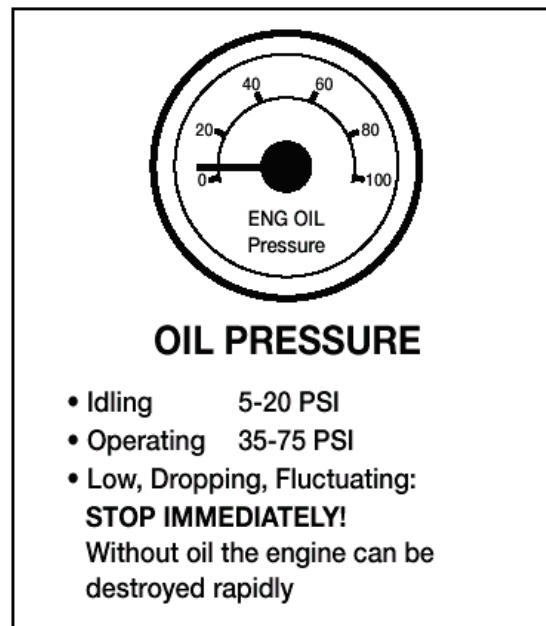 40 60
20 80
0 100
ENG OIL
Pressure
OIL PRESSURE
• Idling 5-20 PSI
• Operating 35-75 PSI
• Low, Dropping, Fluctuating:
STOP IMMEDIATELY!
Without oil the engine can be
destroyed rapidly